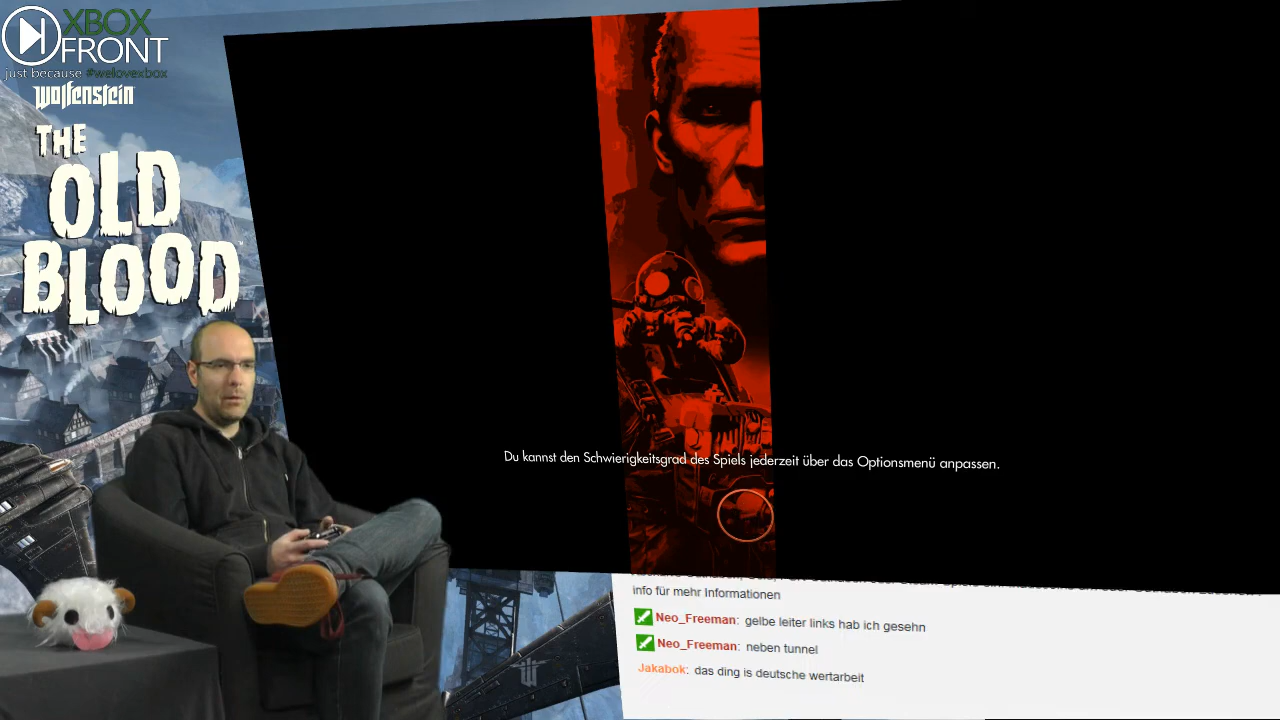 XBOX
FRONT
just because #welovexbox
Wolfenstein
THE
OLD
BLOOD™
Du kannst den Schwierigkeitsgrad des Spiels jederzeit über das Optionsmenü anpassen.
info für mehr Informationen
Neo_Freeman: gelbe leiter links hab ich gesehn
Neo_Freeman: neben tunnel
Jakabok: das ding is deutsche wertarbeit